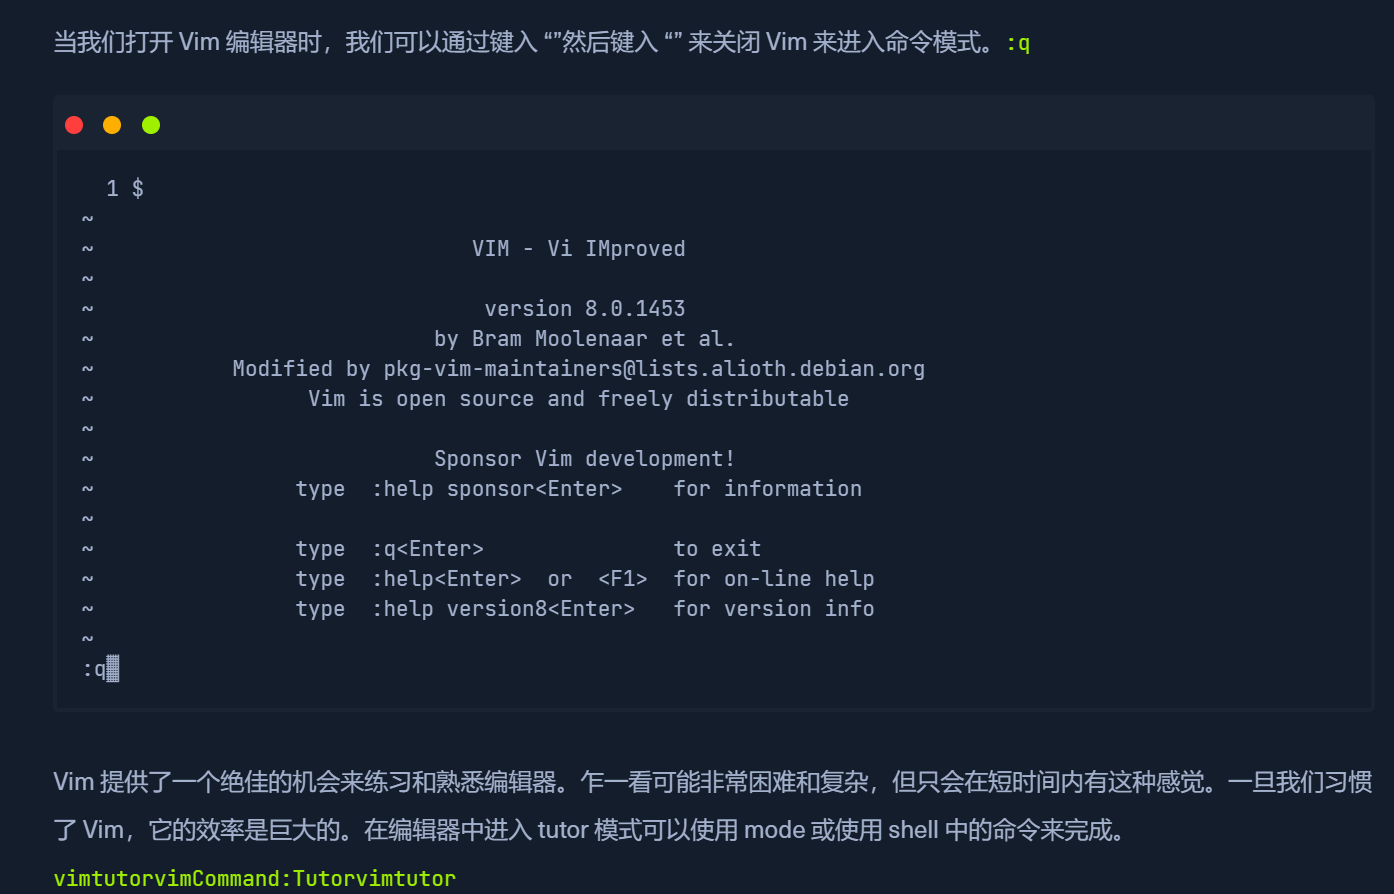 当我们打开 Vim 编辑器时，我们可以通过键入 “”然后键入 “” 来关闭 Vim 来进入命令模式。:q
1 $
~
~ VIM - Vi IMproved
~
~ version 8.0.1453
~ by Bram Moolenaar et al.
~ Modified by pkg-vim-maintainers@lists.alioth.debian.org
~ Vim is open source and freely distributable
~
~ Sponsor Vim development!
~ type :help sponsor<Enter> for information
~
~ type :q<Enter> to exit
~ type :help<Enter> or <F1> for on-line help
~ type :help version8<Enter> for version info
~
:q▓
Vim 提供了一个绝佳的机会来练习和熟悉编辑器。乍一看可能非常困难和复杂，但只会在短时间内有这种感觉。一旦我们习惯
了 Vim，它的效率是巨大的。在编辑器中进入 tutor 模式可以使用 mode 或使用 shell 中的命令来完成。
vimtutorvimCommand:Tutorvimtutor